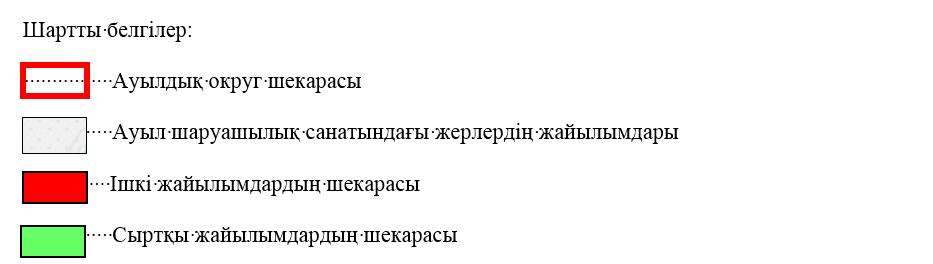 Шартты белгілер:
Ауылдық округ шекарасы
Ауыл шаруашылық санатындағы жерлердің жайылымдары
Ішкі жайылымдардың шекарасы
Сыртқы жайылымдардың шекарасы